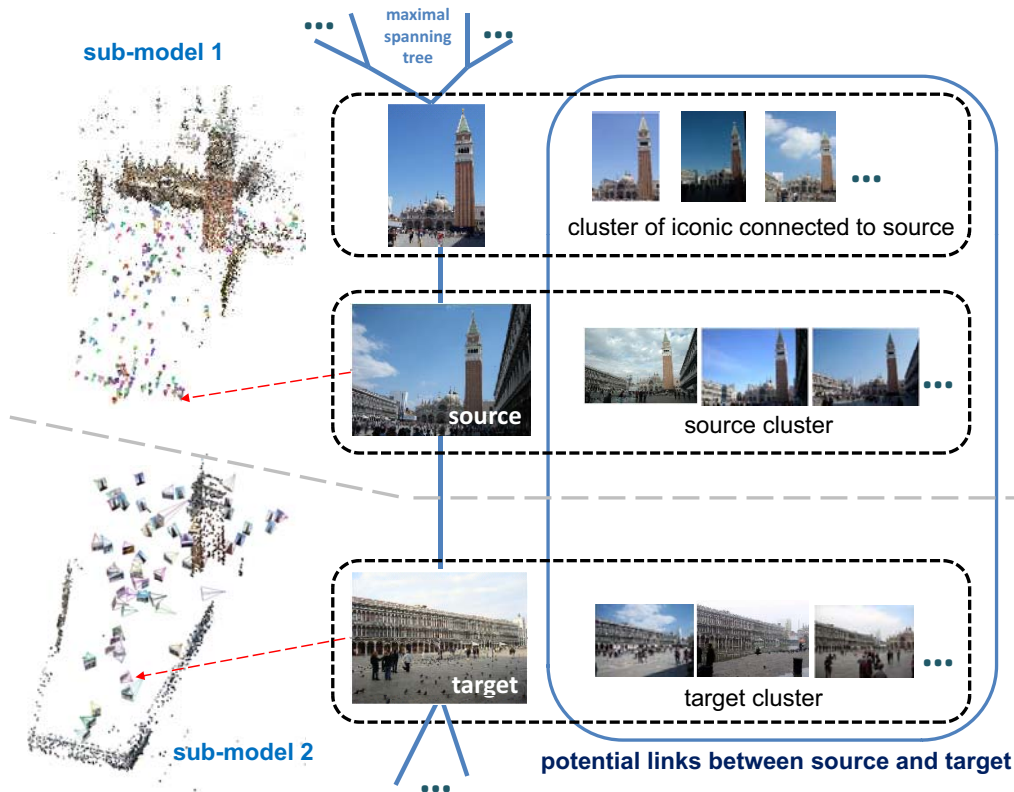 maximal
spanning
tree
sub-model 1
cluster of iconic connected to source
source
source cluster
target
target cluster
sub-model 2
potential links between source and target